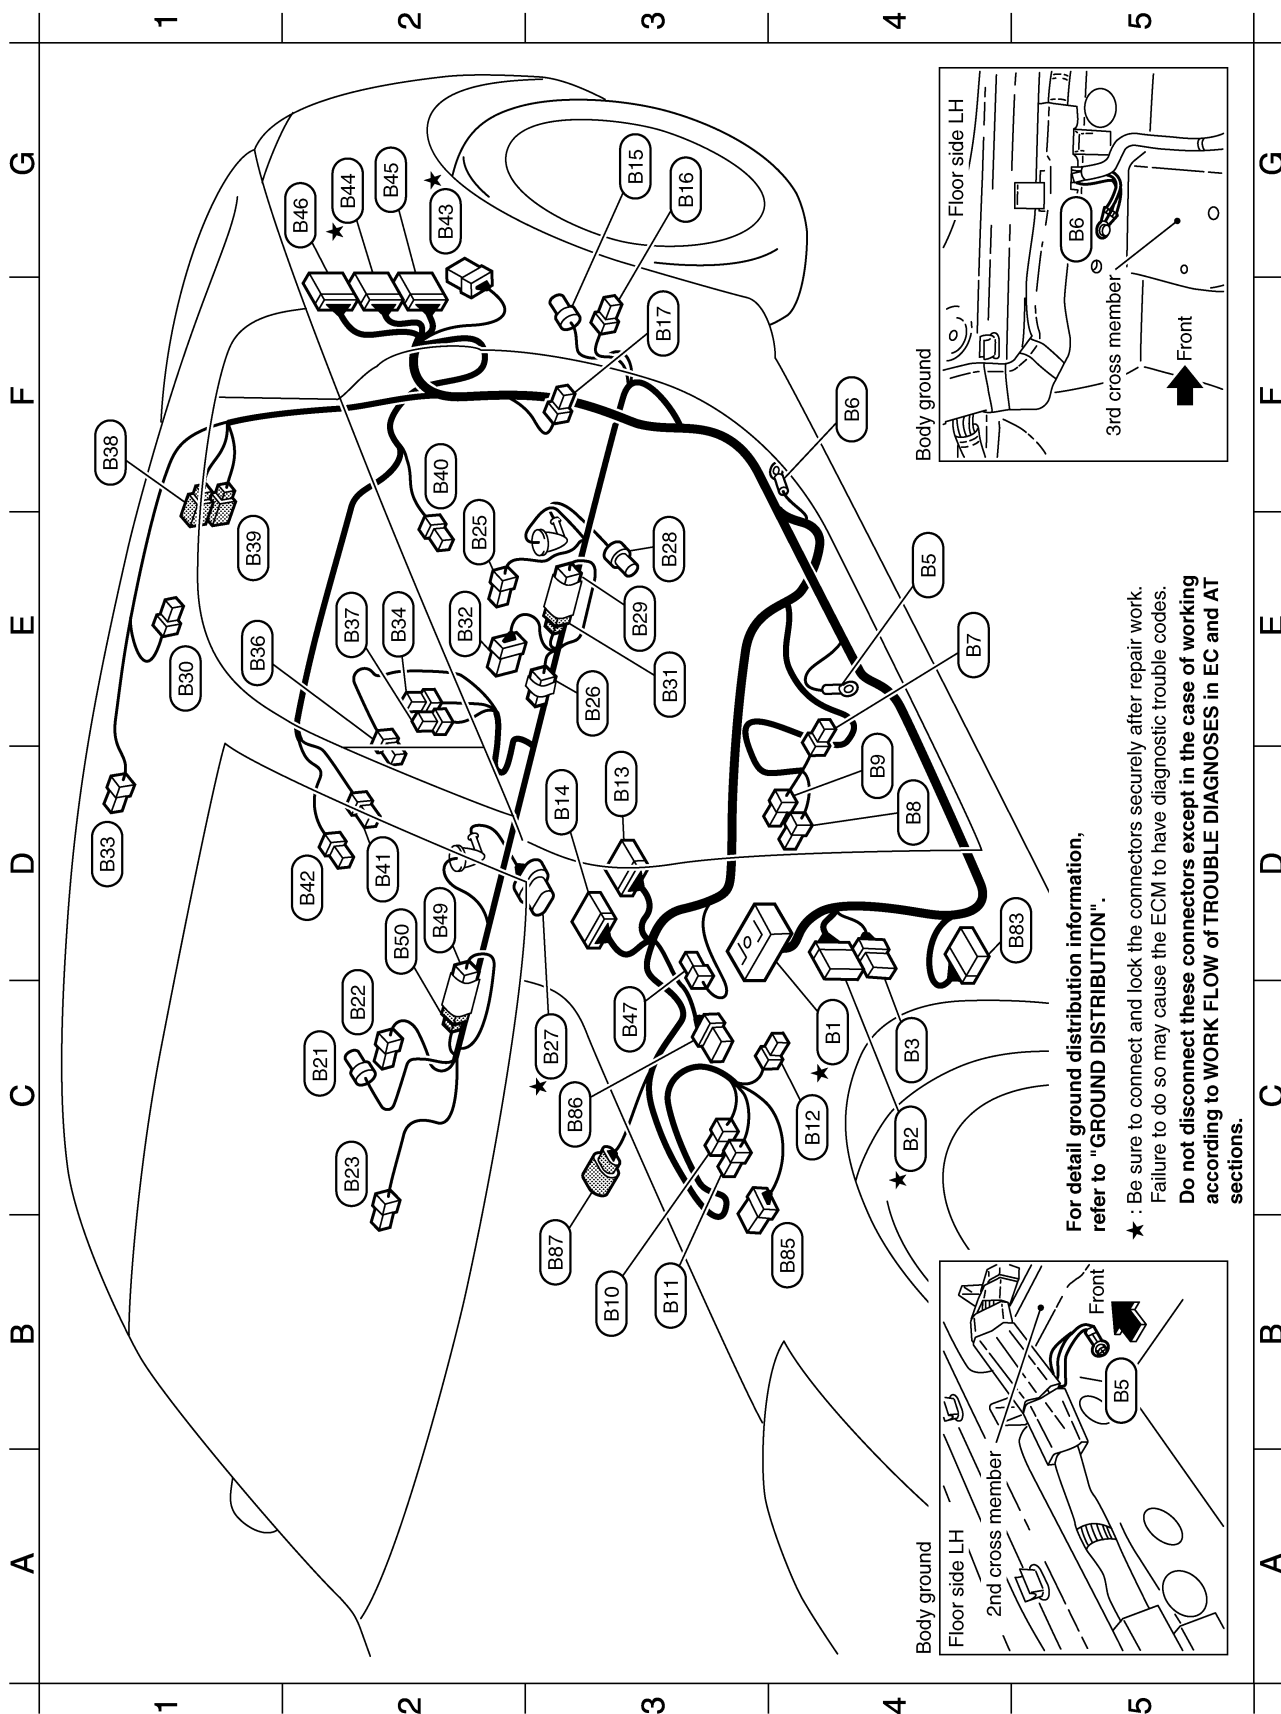 A B C D E F G
1
2
3
4
5
B33
B30
B38
B39
B42
B41
B36
B37
B34
B40
B46
B44 ★
B45
B43 ★
B23
B21
B22
B50
B49
B32
B25
B15
B16
B17
B27 ★
B14
B13
B26
B31
B29
B28
B87
B86
B47
B10
B11
B85
B12
B1 ★
B2 ★
B3
B83
B9
B8
B7
B5
B6
Body ground
Floor side LH
2nd cross member
B5
Front
For detail ground distribution information,
refer to "GROUND DISTRIBUTION".
★ : Be sure to connect and lock the connectors securely after repair work.
Failure to do so may cause the ECM to have diagnostic trouble codes.
Do not disconnect these connectors except in the case of working
according to WORK FLOW of TROUBLE DIAGNOSES in EC and AT
sections.
Body ground
Floor side LH
B6
3rd cross member
Front
1
2
3
4
5
A B C D E F G